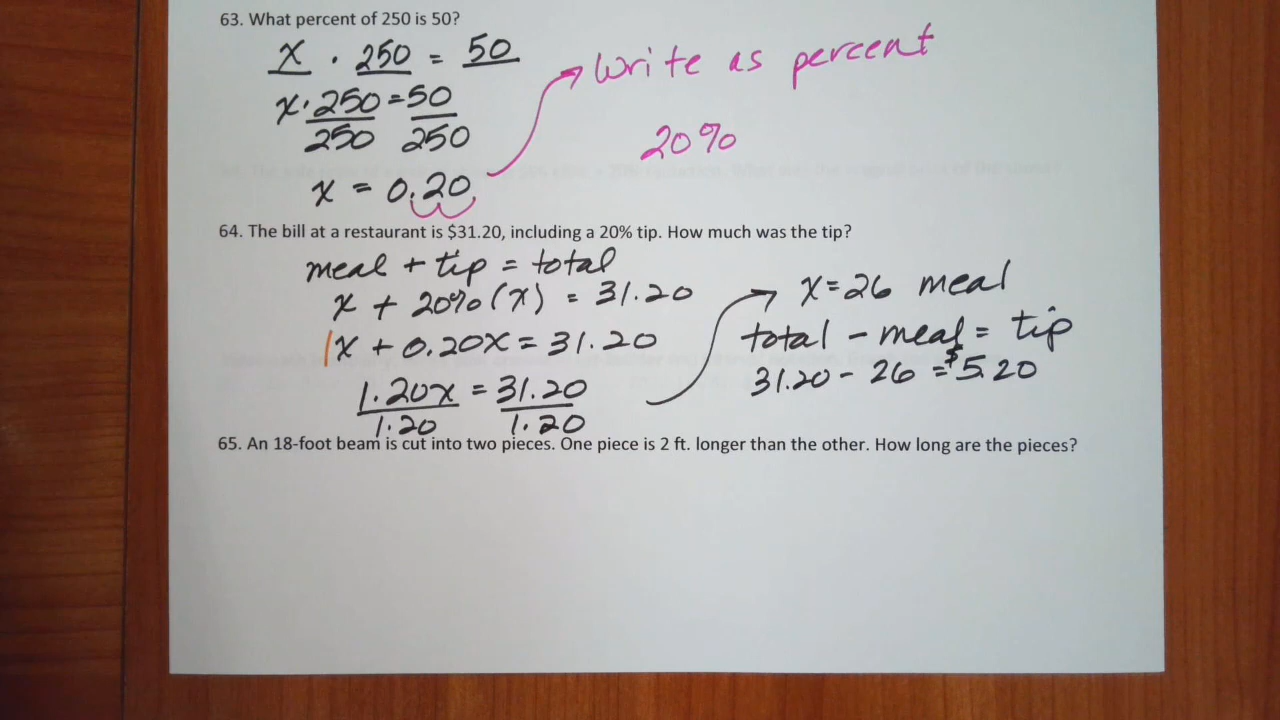 63. What percent of 250 is 50?
x · 250 = 50
x · 250 = 50
250 250
x = 0.20
Write as percent
20%
64. The bill at a restaurant is $31.20, including a 20% tip. How much was the tip?
meal + tip = total
x + 20% (x) = 31.20
1x + 0.20x = 31.20
1.20x = 31.20
1.20 1.20
x = 26 meal
total - meal = tip
31.20 - 26 = $5.20
65. An 18-foot beam is cut into two pieces. One piece is 2 ft. longer than the other. How long are the pieces?